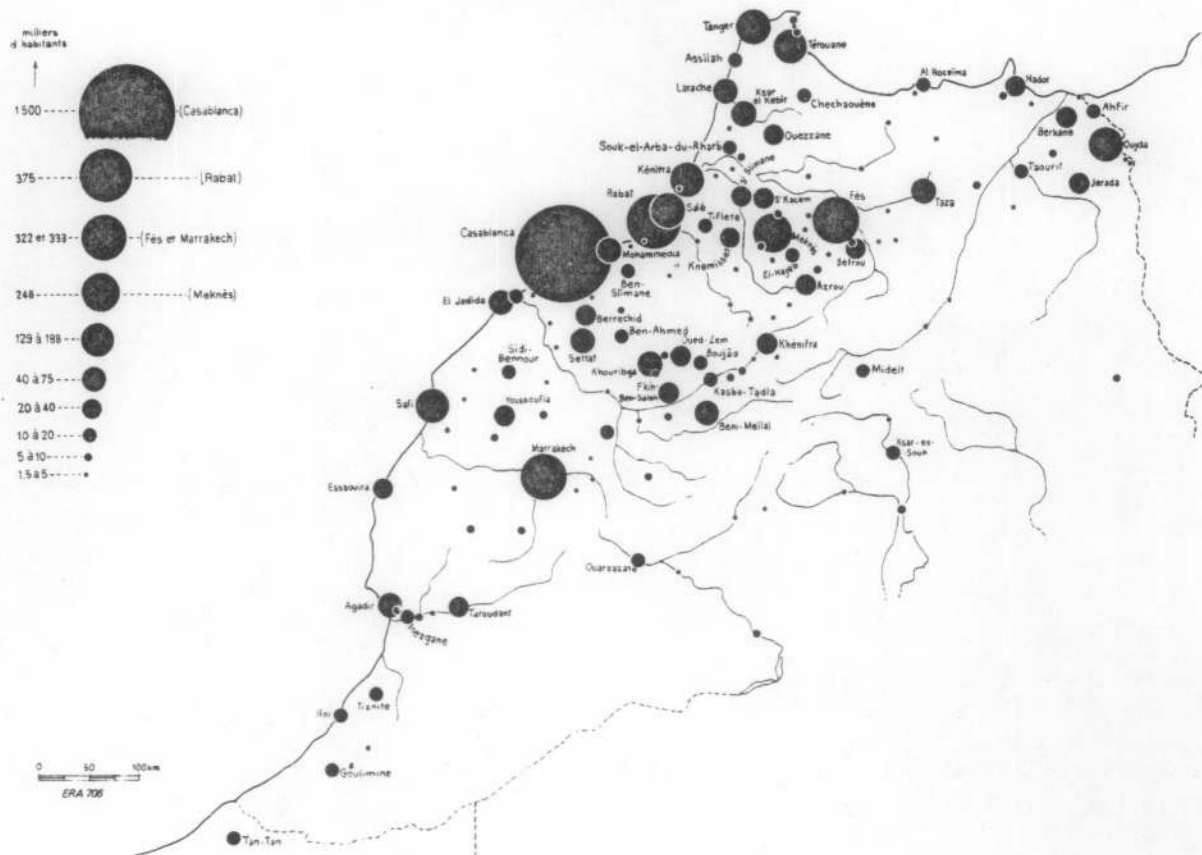 milliers
d habitants
1 500
(Casablanca)
375
(Rabat)
322 et 333
(Fès et Marrakech)
248
(Meknès)
129 à 198
40 à 75
20 à 40
10 à 20
5 à 10
1,5 à 5
Tanger
Tétouane
Assilah
Larache
Ksar
el Kebir
Chechaouène
Al Hoseima
Nador
Ahfir
Berkane
Oujda
Ouezzane
Souk-el-Arba-du-Rharb
Kénitra
S Slimane
S' Kacem
Fès
Taza
Taourirt
Jerada
Rabat
Salé
Tiflete
Casablanca
Mohammedia
Khemisset
Meknès
El-Hajeb
Sefrou
Ben-
Slimane
Azrou
El Jadida
Berrechid
Ben-Ahmed
Oued-Zem
Boujâd
Khénifra
Sidi-
Bennour
Settat
Khouribga
Midelt
Fkih
Ben-Salah
Kasba-Tadla
Safi
Youssoufia
Beni-Mellal
Marrakech
Ksar-es-
Souk
Essaouira
Ouarzazate
Agadir
Inezgane
Taroudant
Tiznite
Ifni
Goulimine
Tan-Tan
0 50 100km
ERA 706